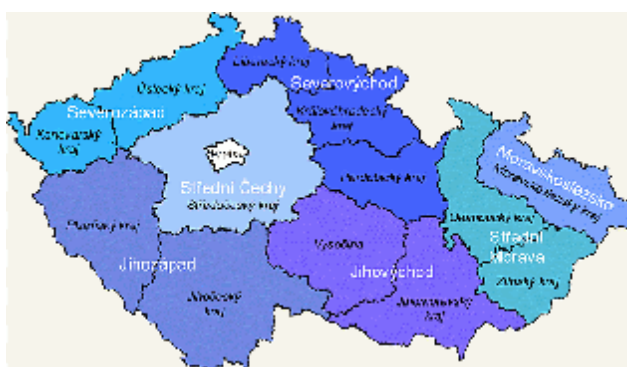 Liberecký kraj
Ústecký kraj
Severovýchod
Severozápad
Královéhradecký
kraj
Karlovarský
kraj
Moravskoslezsko
Moravskoslezský kraj
Pardubický kraj
Střední Čechy
Středočeský kraj
Olomoucký kraj
Plzeňský kraj
Vysočina
Střední
Morava
Jihozápad
Jihovýchod
Zlínský kraj
Jihočeský
kraj
Jihomoravský
kraj